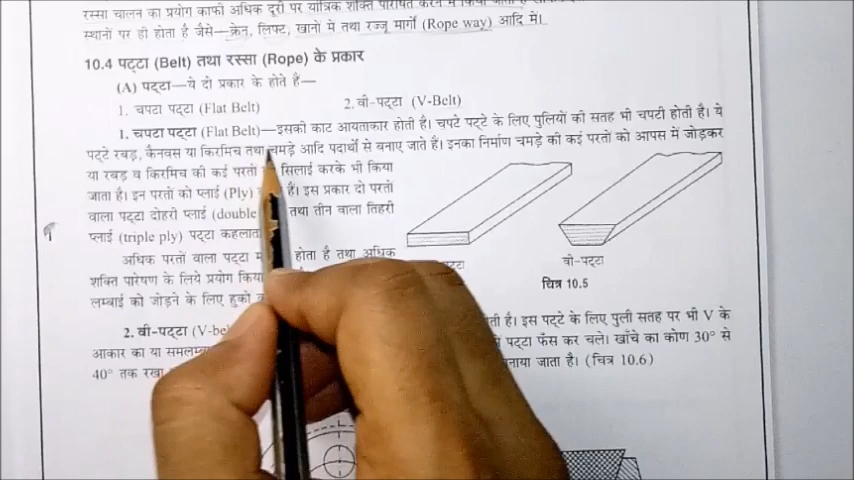 रस्सा चालन का प्रयोग काफी अधिक दूरी पर यांत्रिक शक्ति पारेषित करने में किया जाता है
स्थानों पर ही होता है जैसे—क्रेन, लिफ्ट, खानों में तथा रज्जू मार्गों (Rope way) आदि में।
10.4 पट्टा (Belt) तथा रस्सा (Rope) के प्रकार
(A) पट्टा—ये दो प्रकार के होते है—
1. चपटा पट्टा (Flat Belt) 2. वी-पट्टा (V-Belt)
1. चपटा पट्टा (Flat Belt)—इसकी काट आयताकार होती है। चपटे पट्टे के लिए पुलियों की सतह भी चपटी होती है। ये
पट्टे रबड़, कैनवस या किरमिच तथा चमड़े आदि पदार्थो से बनाए जाते है। इनका निर्माण चमड़े की कई परतों को आपस में जोड़कर
या रबड़ व किरमिच की कई परतों सिलाई करके भी किया
जाता है। इन परतों को प्लाई (Ply) है। इस प्रकार दो परतों
वाला पट्टा दोहरी प्लाई (double तथा तीन वाला तिहरी
प्लाई (triple ply) पट्टा कहलाता
अधिक परतों वाला पट्टा होता है तथा अधिक
शक्ति पारेषण के लिये प्रयोग किया
लम्बाई को जोड़ने के लिए हुको
वी-पट्टा
चित्र 10.5
2. वी-पट्टा (V-be ती है। इस पट्टे के लिए पुली सतह पर भी V के
आकार का या समल पट्टा फँस कर चले। खाँचे का कोण 30° से
40° तक रखा नाया जाता है। (चित्र 10.6)